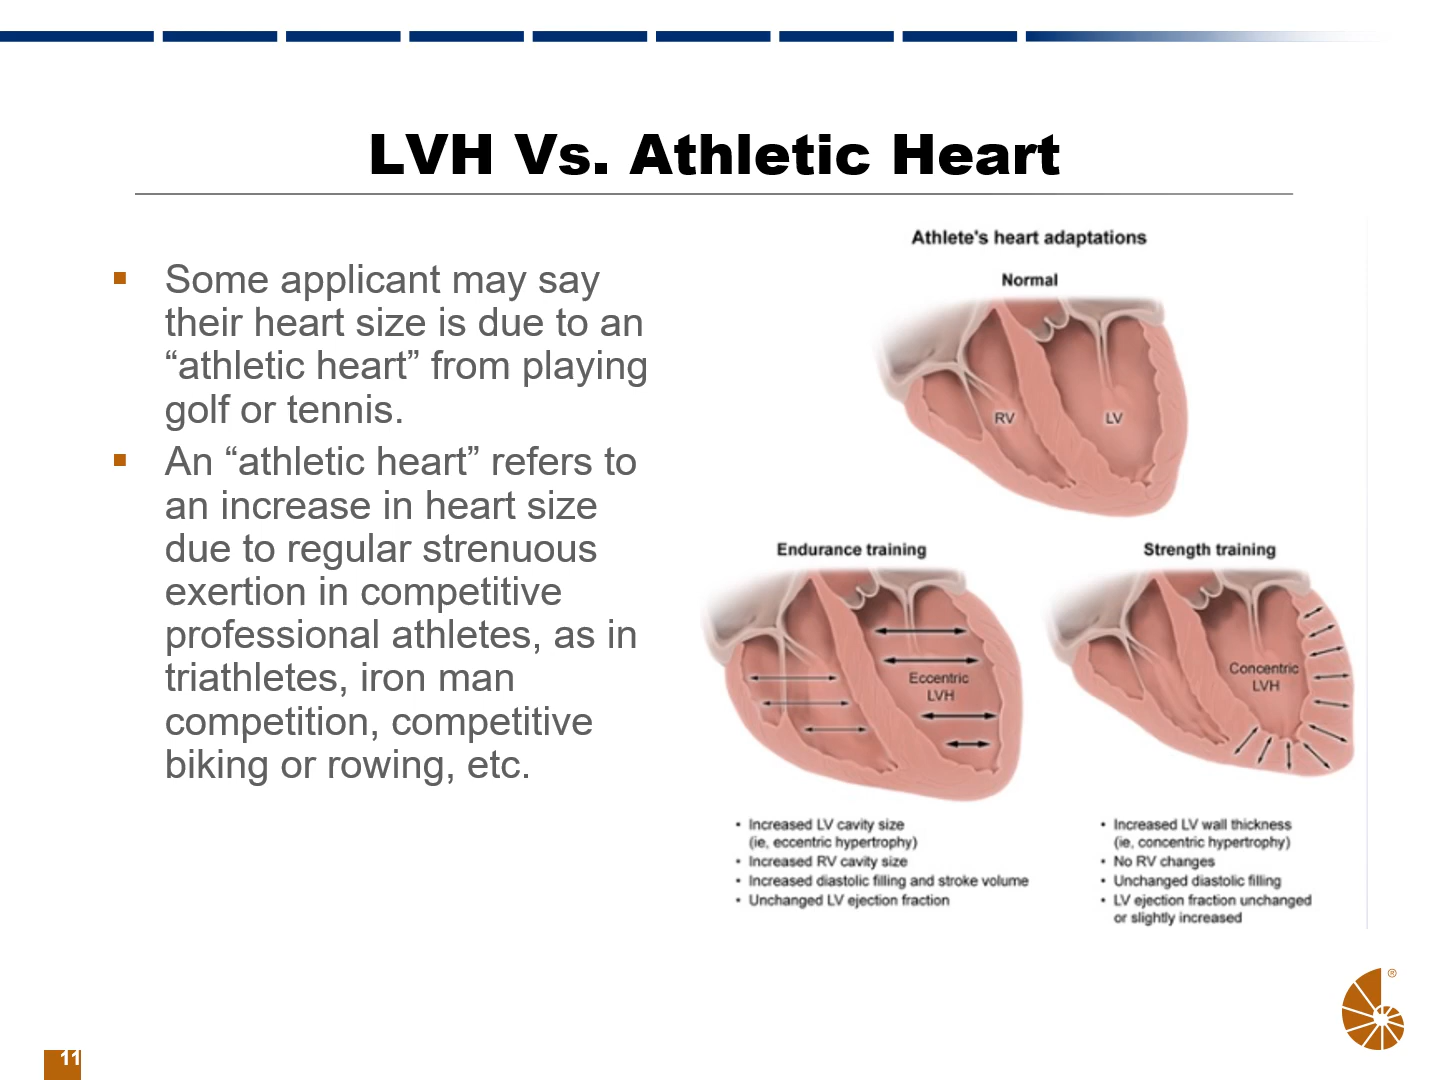 LVH Vs. Athletic Heart
Some applicant may say
their heart size is due to an
“athletic heart” from playing
golf or tennis.
An “athletic heart” refers to
an increase in heart size
due to regular strenuous
exertion in competitive
professional athletes, as in
triathletes, iron man
competition, competitive
biking or rowing, etc.
Athlete's heart adaptations
Normal
RV
LV
Endurance training
Eccentric
LVH
• Increased LV cavity size
(ie, eccentric hypertrophy)
• Increased RV cavity size
• Increased diastolic filling and stroke volume
• Unchanged LV ejection fraction
Strength training
Concentric
LVH
• Increased LV wall thickness
(ie, concentric hypertrophy)
• No RV changes
• Unchanged diastolic filling
• LV ejection fraction unchanged
or slightly increased
®
11